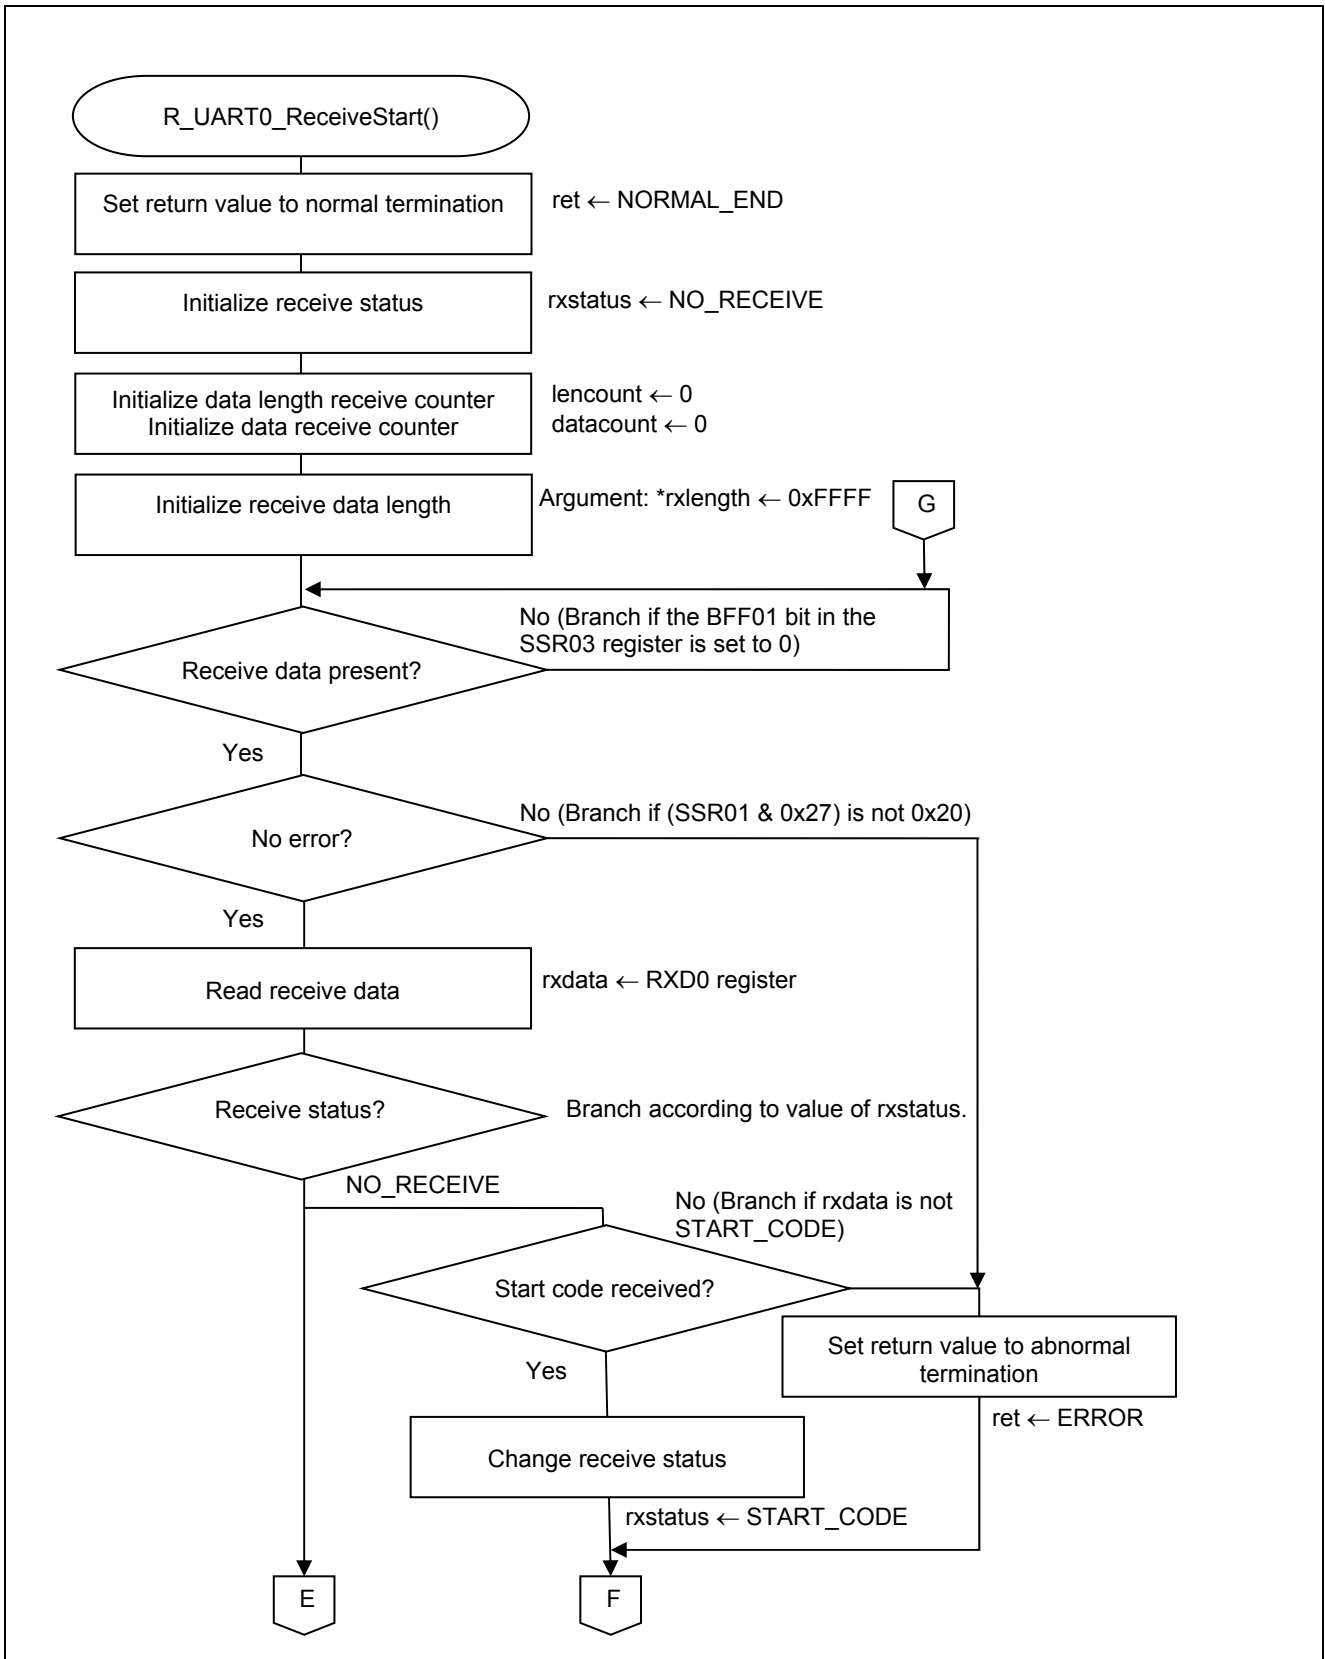 R_UART0_ReceiveStart()
Set return value to normal termination
ret ← NORMAL_END
Initialize receive status
rxstatus ← NO_RECEIVE
Initialize data length receive counter
Initialize data receive counter
lencount ← 0
datacount ← 0
Initialize receive data length
Argument: *rxlength ← 0xFFFF
G
No (Branch if the BFF01 bit in the
SSR03 register is set to 0)
Receive data present?
Yes
No (Branch if (SSR01 & 0x27) is not 0x20)
No error?
Yes
Read receive data
rxdata ← RXD0 register
Receive status?
Branch according to value of rxstatus.
NO_RECEIVE
No (Branch if rxdata is not
START_CODE)
Start code received?
Set return value to abnormal
termination
Yes
ret ← ERROR
Change receive status
rxstatus ← START_CODE
E
F